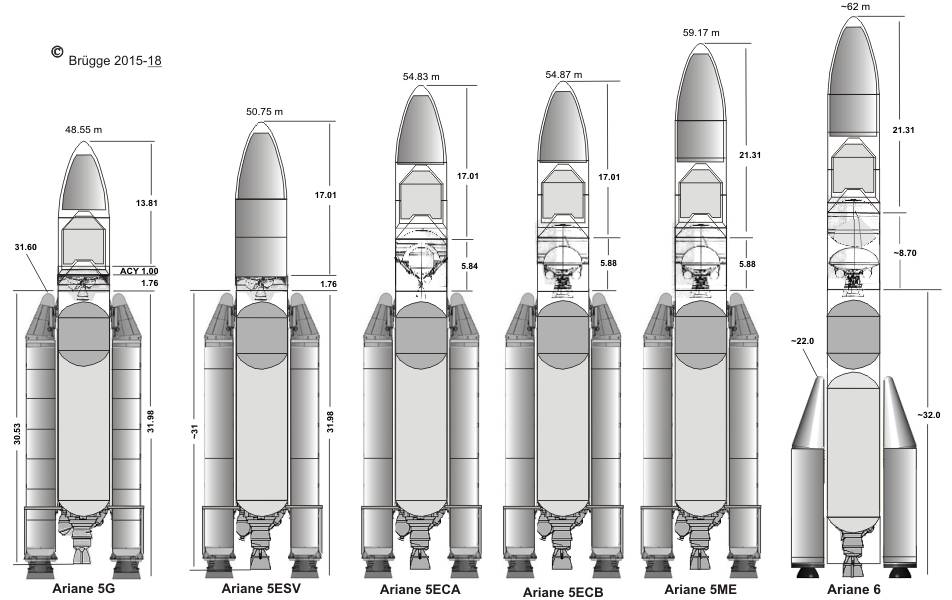 ~62 m
59.17 m
© Brügge 2015-18
54.83 m
54.87 m
50.75 m
48.55 m
21.31
21.31
17.01
17.01
17.01
13.81
31.60
ACY 1.00
1.76
1.76
5.84
5.88
5.88
~8.70
~22.0
30.53
31.98
~31
31.98
~32.0
Ariane 5G
Ariane 5ESV
Ariane 5ECA
Ariane 5ECB
Ariane 5ME
Ariane 6